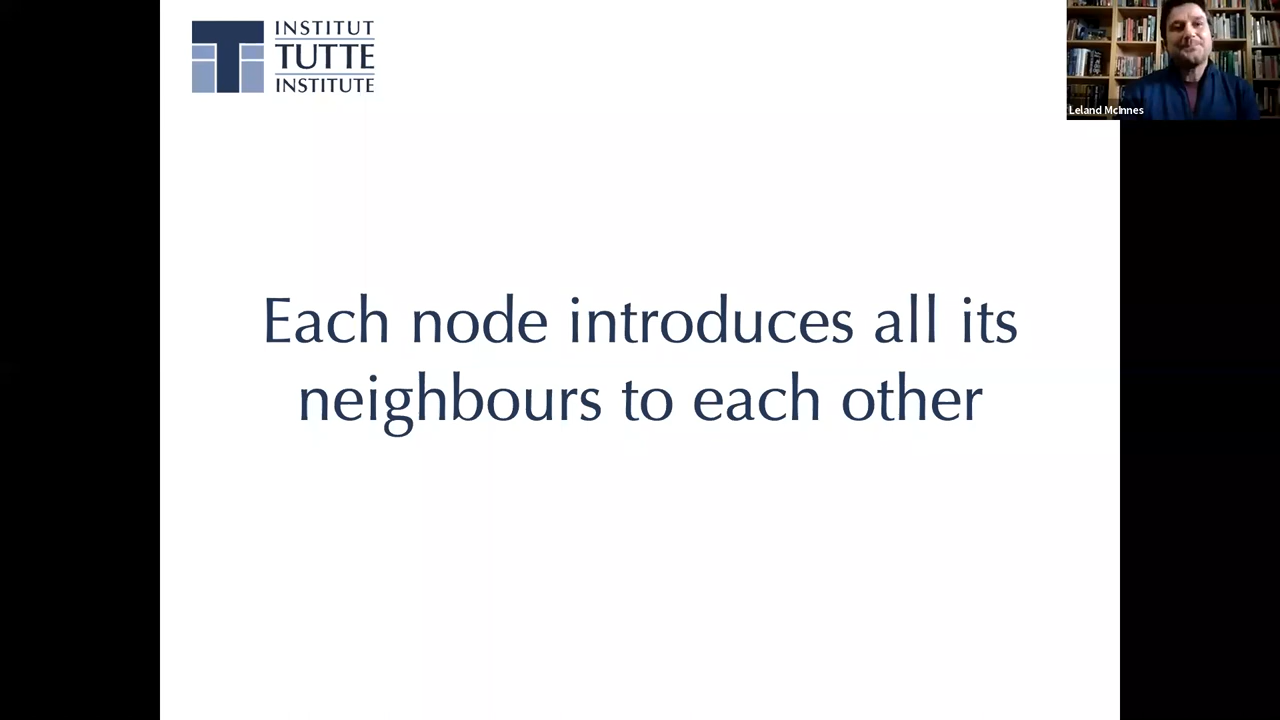 INSTITUT
TUTTE
INSTITUTE
Leland McInnes
Each node introduces all its
neighbours to each other